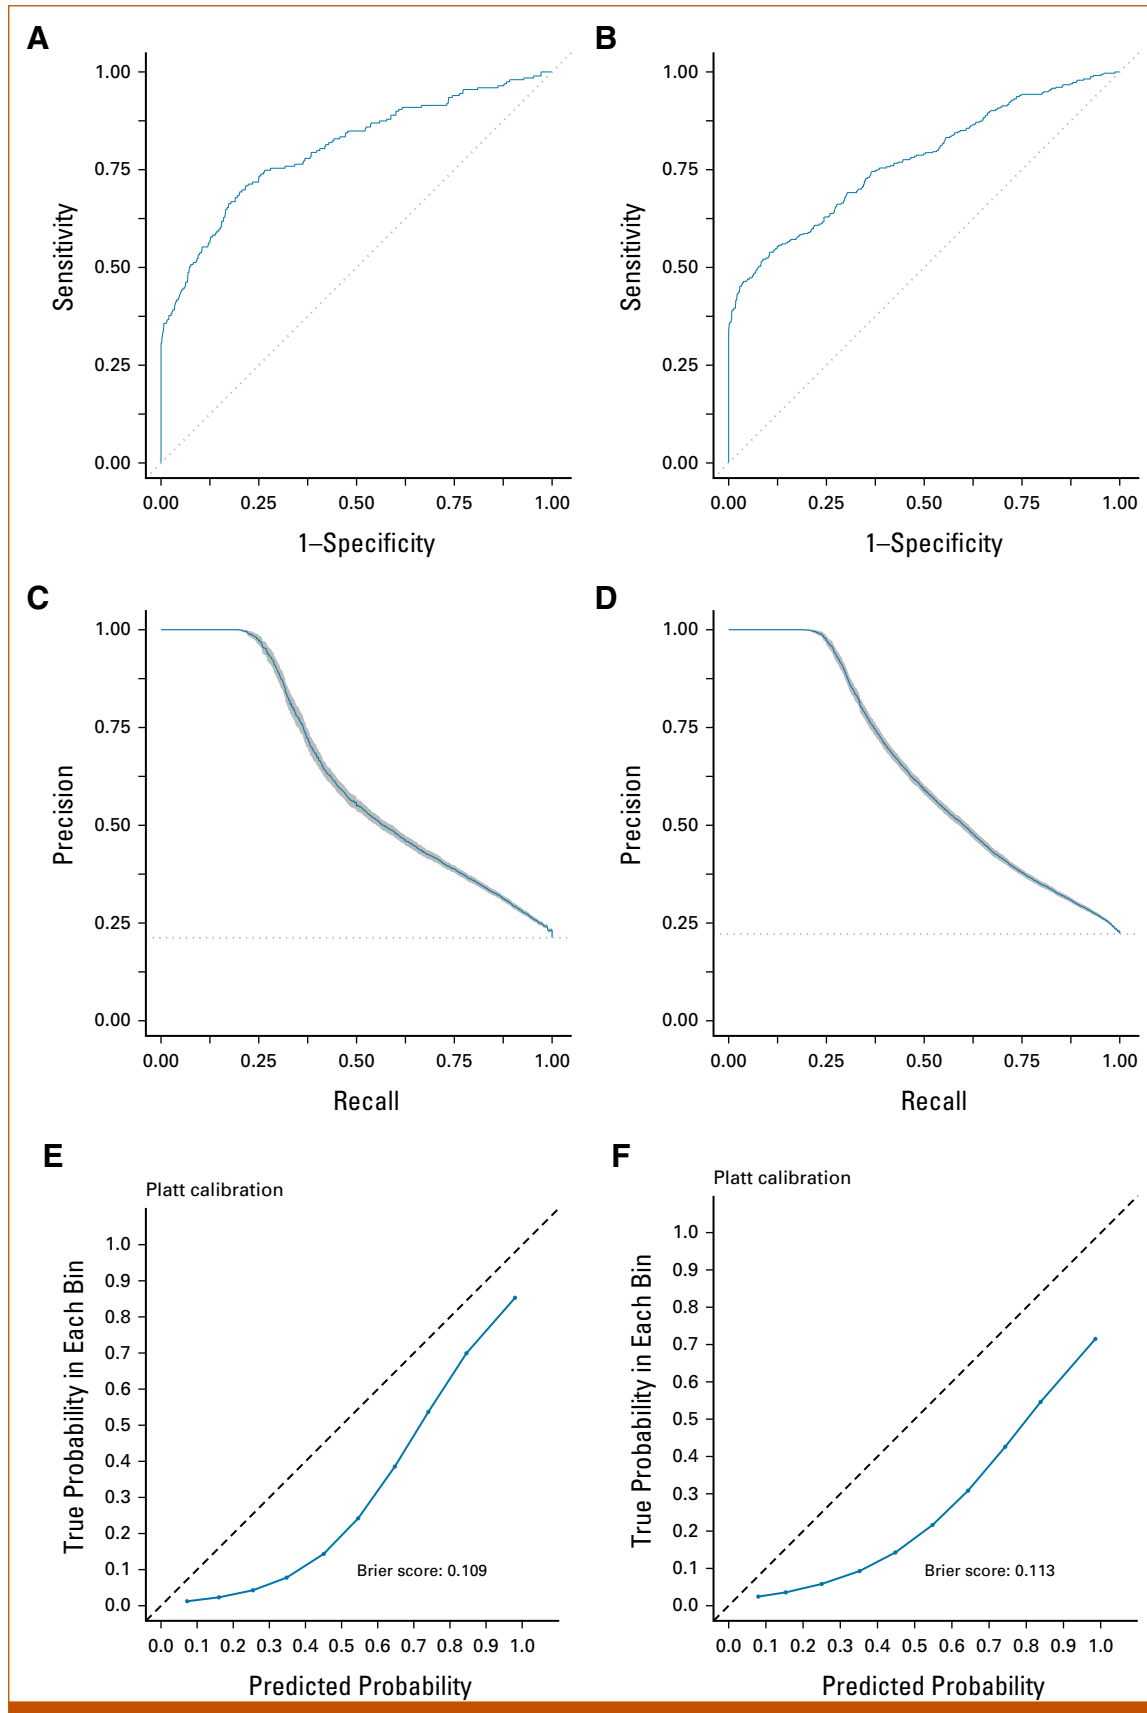 A
1.00
0.75
0.50
0.25
0.00
Sensitivity
0.00 0.25 0.50 0.75 1.00
1–Specificity
B
1.00
0.75
0.50
0.25
0.00
Sensitivity
0.00 0.25 0.50 0.75 1.00
1–Specificity
C
1.00
0.75
0.50
0.25
0.00
Precision
0.00 0.25 0.50 0.75 1.00
Recall
D
1.00
0.75
0.50
0.25
0.00
Precision
0.00 0.25 0.50 0.75 1.00
Recall
E
Platt calibration
1.0
0.9
0.8
0.7
0.6
0.5
0.4
0.3
0.2
0.1
0.0
True Probability in Each Bin
Brier score: 0.109
0.0 0.1 0.2 0.3 0.4 0.5 0.6 0.7 0.8 0.9 1.0
Predicted Probability
F
Platt calibration
1.0
0.9
0.8
0.7
0.6
0.5
0.4
0.3
0.2
0.1
0.0
True Probability in Each Bin
Brier score: 0.113
0.0 0.1 0.2 0.3 0.4 0.5 0.6 0.7 0.8 0.9 1.0
Predicted Probability